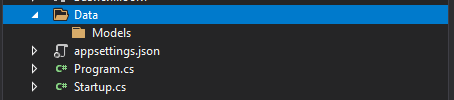 Data
Models
appsettings.json
C# Program.cs
C# Startup.cs